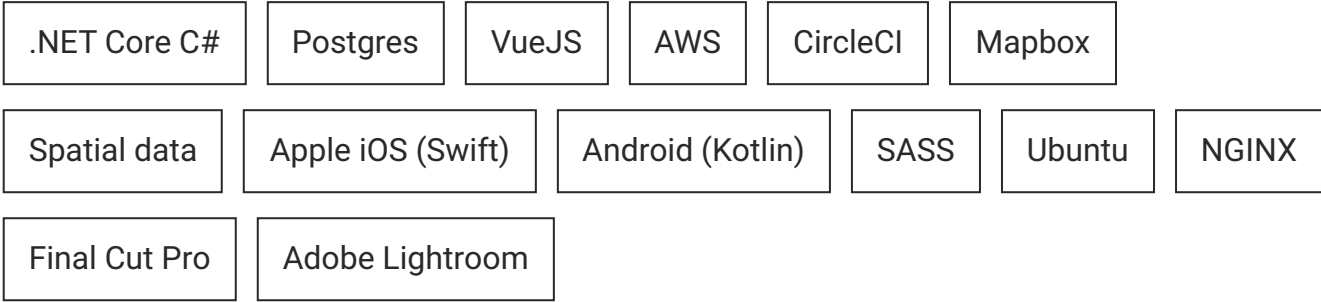 .NET Core C# Postgres VueJS AWS CircleCI Mapbox
Spatial data Apple iOS (Swift) Android (Kotlin) SASS Ubuntu NGINX
Final Cut Pro Adobe Lightroom